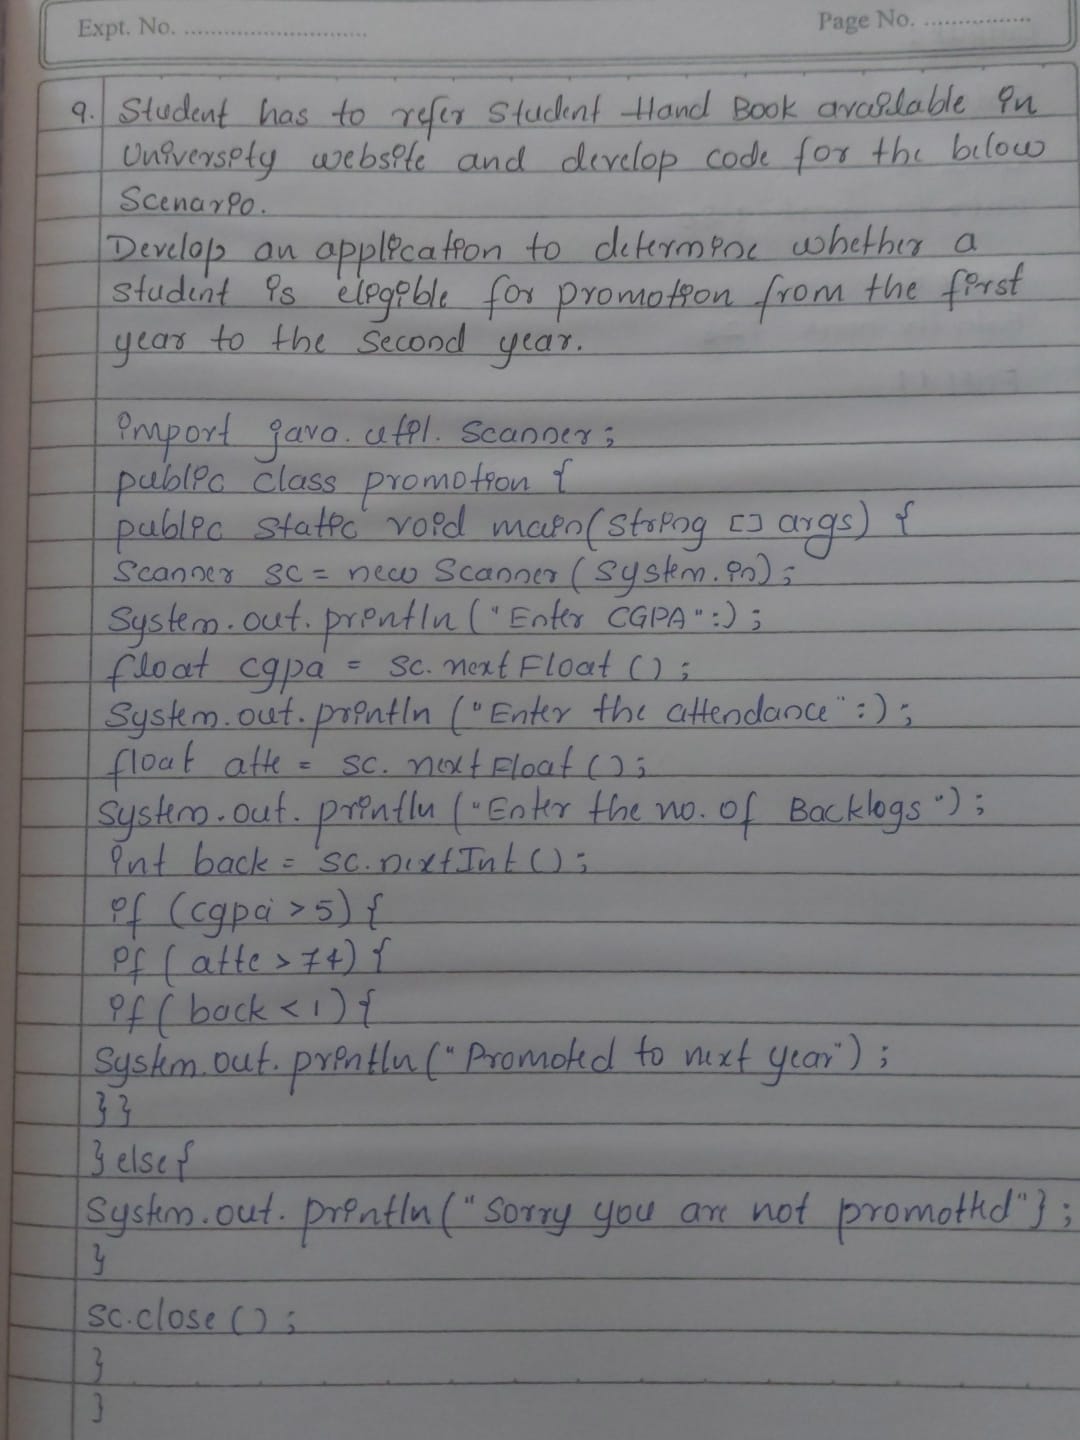 Expt. No. ..............................
Page No. ................
9. Student has to refer Student Hand Book available in
University website and develop code for the below
Scenario.
Develop an application to determine whether a
student is elegible for promotion from the first
year to the second year.
import java.util.Scanner;
public class promotion {
public static void main(String [] args) {
Scanner sc = new Scanner (System.in);
System.out.println ("Enter CGPA":);
float cgpa = sc.nextFloat ();
System.out.println ("Enter the attendance":);
float atte = sc.nextFloat ();
System.out.println ("Enter the no. of Backlogs");
int back = sc.nextInt ();
if (cgpa > 5) {
if (atte > 74) {
if (back < 1) {
System.out.println ("Promoted to next year");
}}
} else {
System.out.println ("Sorry you are not promotted"};
}
sc.close ();
}
}